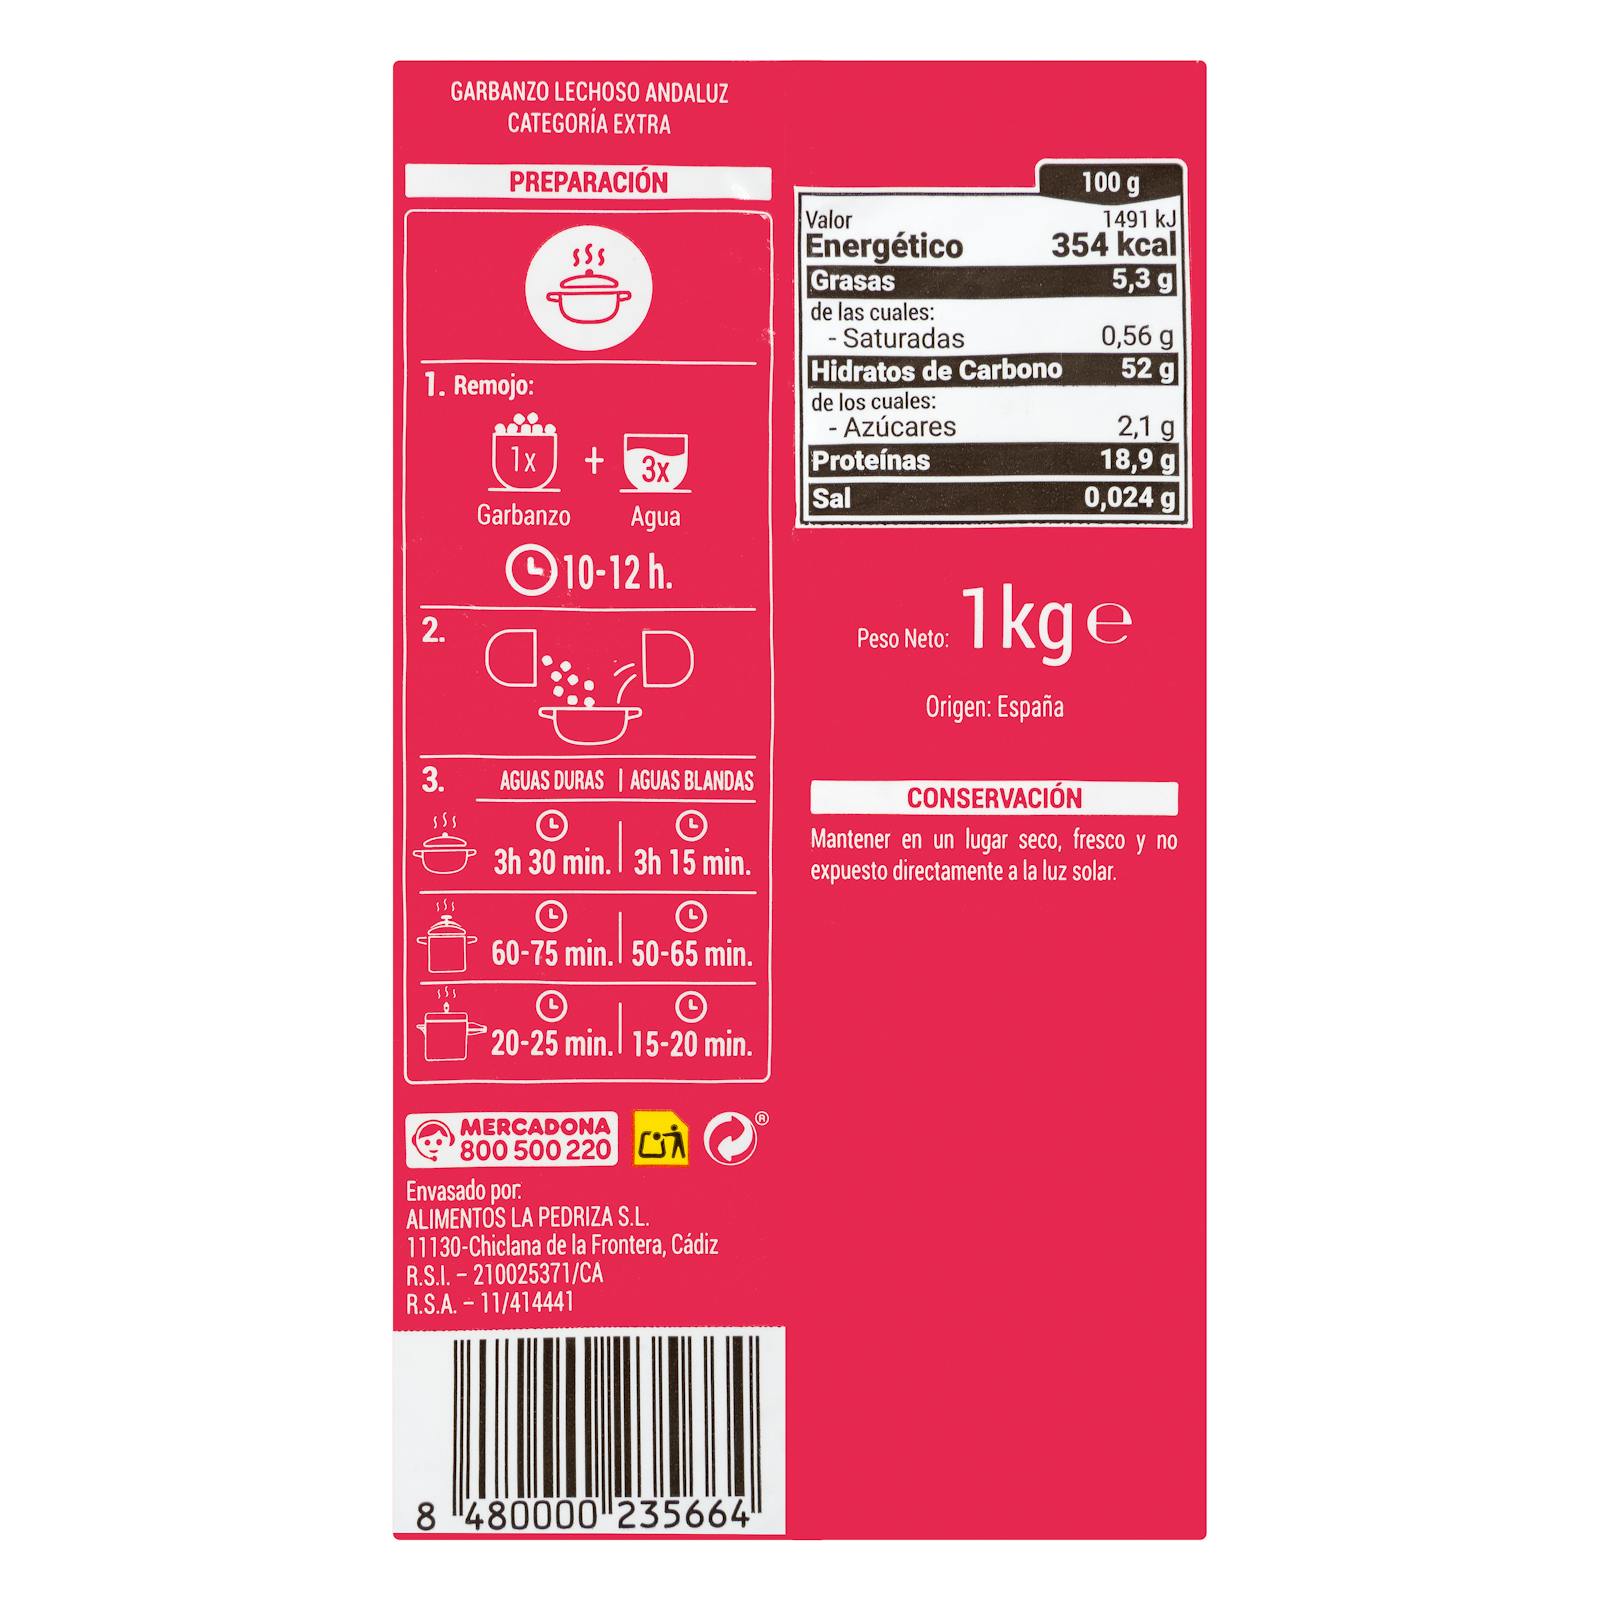 GARBANZO LECHOSO ANDALUZ
CATEGORÍA EXTRA
PREPARACIÓN
1. Remojo:
1x + 3x
Garbanzo Agua
10-12 h.
2.
3. AGUAS DURAS | AGUAS BLANDAS
3h 30 min. 3h 15 min.
60-75 min. 50-65 min.
20-25 min. 15-20 min.
MERCADONA
800 500 220
®
Envasado por:
ALIMENTOS LA PEDRIZA S.L.
11130-Chiclana de la Frontera, Cádiz
R.S.I. – 210025371/CA
R.S.A. – 11/414441
8 480000 235664
100 g
Valor 1491 kJ
Energético 354 kcal
Grasas 5,3 g
de las cuales:
- Saturadas 0,56 g
Hidratos de Carbono 52 g
de los cuales:
- Azúcares 2,1 g
Proteínas 18,9 g
Sal 0,024 g
Peso Neto: 1kg e
Origen: España
CONSERVACIÓN
Mantener en un lugar seco, fresco y no
expuesto directamente a la luz solar.